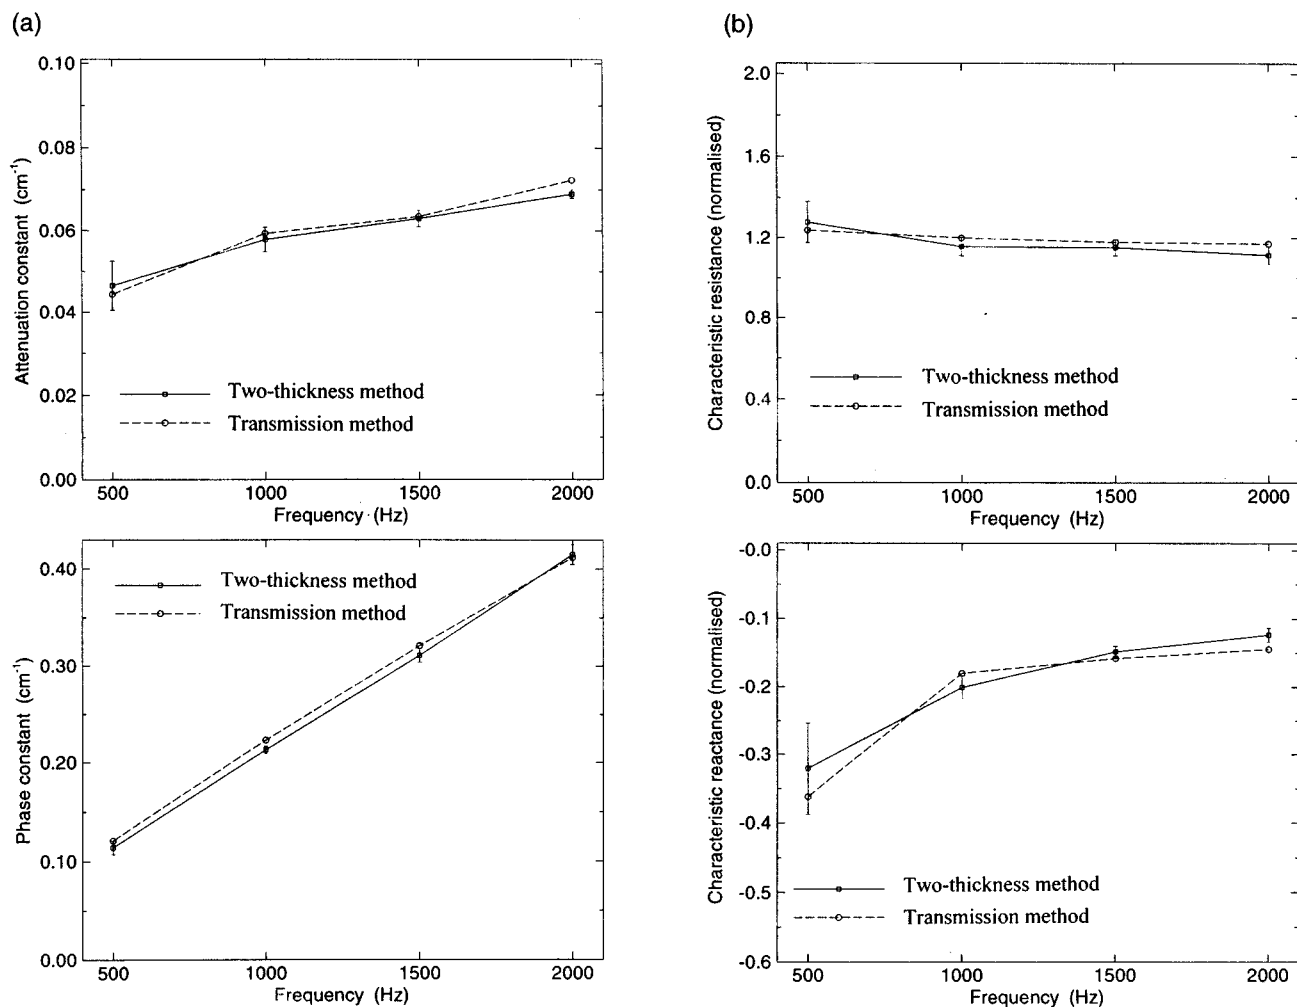 (a)
0.10
0.08
0.06
0.04
0.02
0.00
Attenuation constant (cm-1)
Two-thickness method
Transmission method
500 1000 1500 2000
Frequency (Hz)
0.40
0.30
0.20
0.10
0.00
Phase constant (cm-1)
Two-thickness method
Transmission method
500 1000 1500 2000
Frequency (Hz)
(b)
2.0
1.6
1.2
0.8
0.4
0.0
Characteristic resistance (normalised)
Two-thickness method
Transmission method
500 1000 1500 2000
Frequency (Hz)
-0.0
-0.1
-0.2
-0.3
-0.4
-0.5
-0.6
Characteristic reactance (normalised)
Two-thickness method
Transmission method
500 1000 1500 2000
Frequency (Hz)